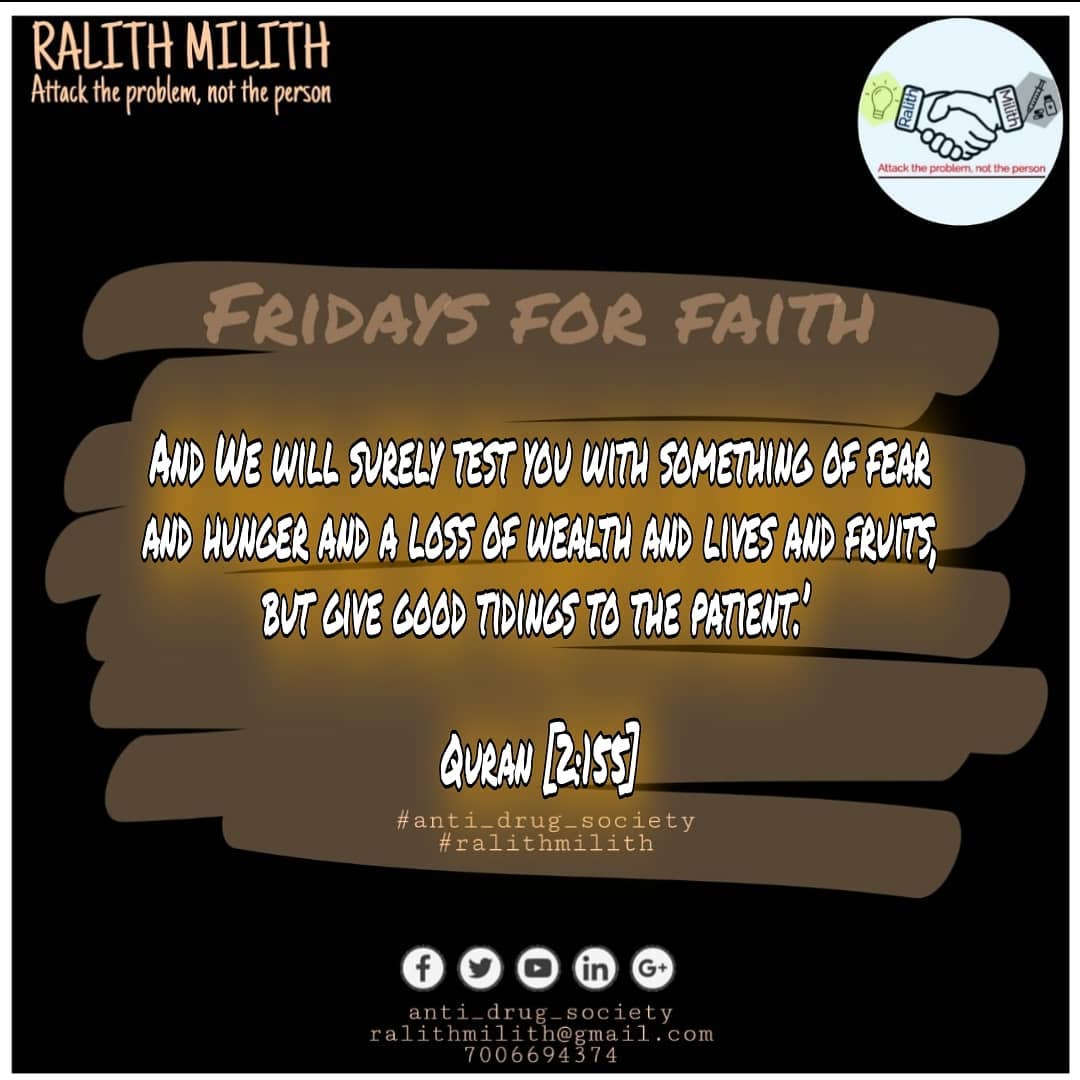 RALITH MILITH
Attack the problem, not the person
Ralith
Milith
Attack the problem, not the person
FRIDAYS FOR FAITH
AND WE WILL SURELY TEST YOU WITH SOMETHING OF FEAR
AND HUNGER AND A LOSS OF WEALTH AND LIVES AND FRUITS,
BUT GIVE GOOD TIDINGS TO THE PATIENT.'
QURAN [2:155]
#anti_drug_society
#ralithmilith
f
in
G+
anti_drug_society
ralithmilith@gmail.com
7006694374